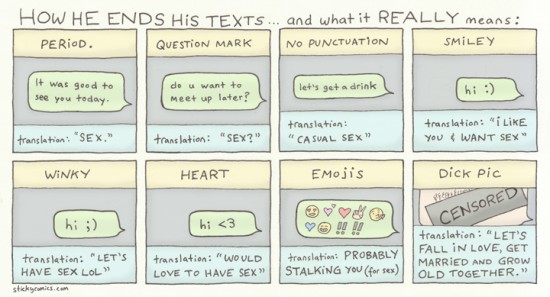 HOW HE ENDS HIS TEXTS... and what it REALLY means:
PERIOD.
It was good to
see you today.
translation: "SEX."
QUESTION MARK
do u want to
meet up later?
translation: "SEX?"
NO PUNCTUATION
let's get a drink
translation:
"CASUAL SEX"
SMILEY
hi :)
translation: "i LIKE
YOU & WANT SEX"
WINKY
hi ;)
translation: "LET'S
HAVE SEX LOL"
HEART
hi <3
translation: "WOULD
LOVE TO HAVE SEX"
EMOJIS
!! !!
translation: PROBABLY
STALKING YOU (for sex)
DICK PIC
CENSORED
translation: "LET'S
FALL IN LOVE, GET
MARRIED AND GROW
OLD TOGETHER."
stickycomics.com